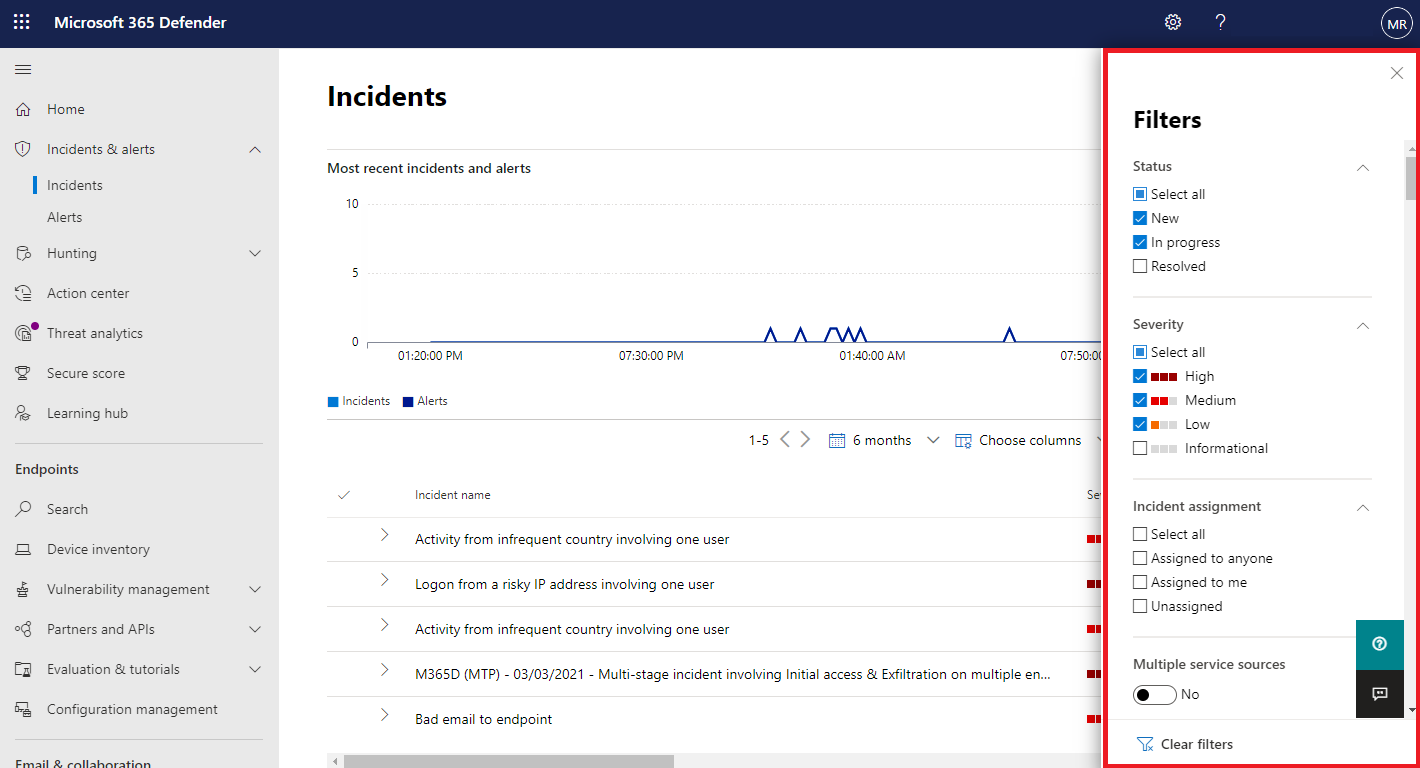 Microsoft 365 Defender
?
MR
Home
Incidents & alerts
Incidents
Alerts
Hunting
Action center
Threat analytics
Secure score
Learning hub
Endpoints
Search
Device inventory
Vulnerability management
Partners and APIs
Evaluation & tutorials
Configuration management
Email & collaboration
Incidents
Most recent incidents and alerts
10
5
0
01:20:00 PM 07:30:00 PM 01:40:00 AM 07:50:00
Incidents Alerts
1-5 6 months Choose columns
Incident name Se
Activity from infrequent country involving one user
Logon from a risky IP address involving one user
Activity from infrequent country involving one user
M365D (MTP) - 03/03/2021 - Multi-stage incident involving Initial access & Exfiltration on multiple en...
Bad email to endpoint
Filters
Status
Select all
New
In progress
Resolved
Severity
Select all
High
Medium
Low
Informational
Incident assignment
Select all
Assigned to anyone
Assigned to me
Unassigned
Multiple service sources
No
Clear filters